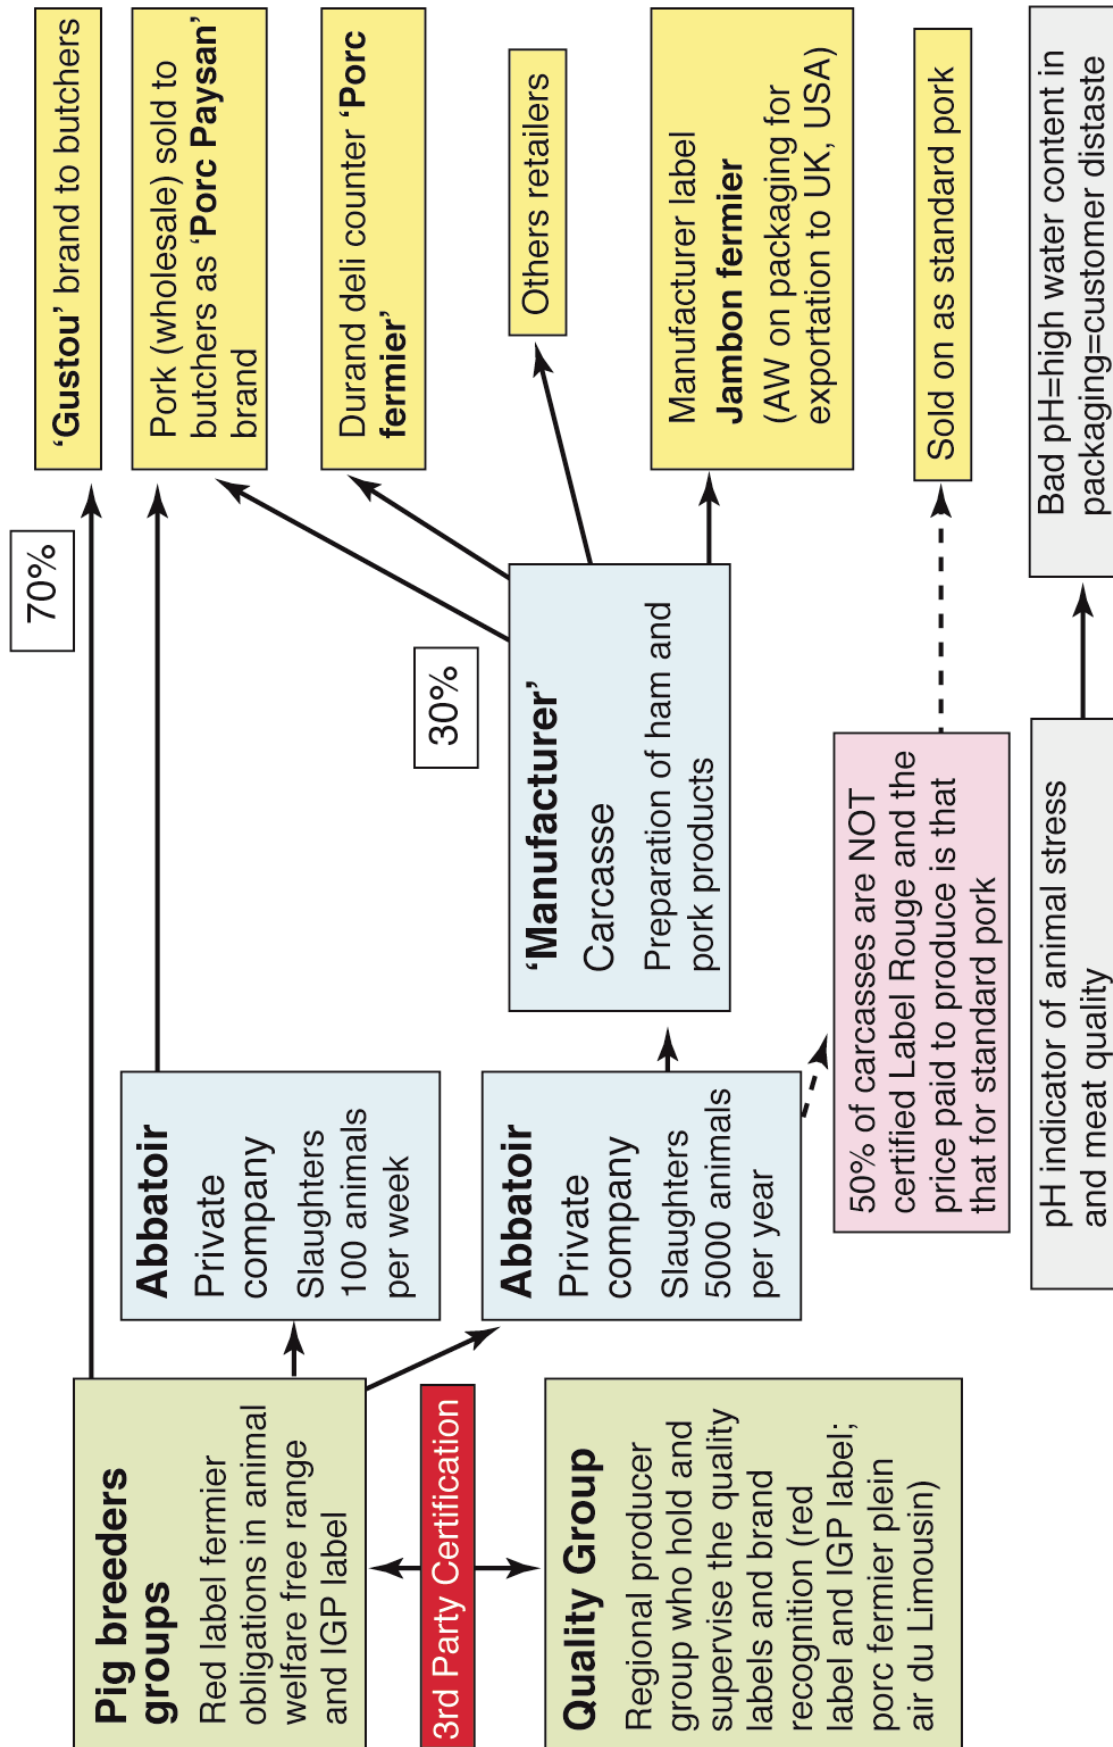 Pig breeders
groups
Red label fermier
obligations in animal
welfare free range
and IGP label
3rd Party Certification
Quality Group
Regional producer
group who hold and
supervise the quality
labels and brand
recognition (red
label and IGP label;
porc fermier plein
air du Limousin)
Abbatoir
Private
company
Slaughters
100 animals
per week
Abbatoir
Private
company
Slaughters
5000 animals
per year
'Manufacturer'
Carcasse
Preparation of ham and
pork products
50% of carcasses are NOT
certified Label Rouge and the
price paid to produce is that
that for standard pork
pH indicator of animal stress
and meat quality
70%
30%
‘Gustou’ brand to butchers
Pork (wholesale) sold to
butchers as ‘Porc Paysan’
brand
Durand deli counter ‘Porc
fermier’
Others retailers
Manufacturer label
Jambon fermier
(AW on packaging for
exportation to UK, USA)
Sold on as standard pork
Bad pH=high water content in
packaging=customer distaste